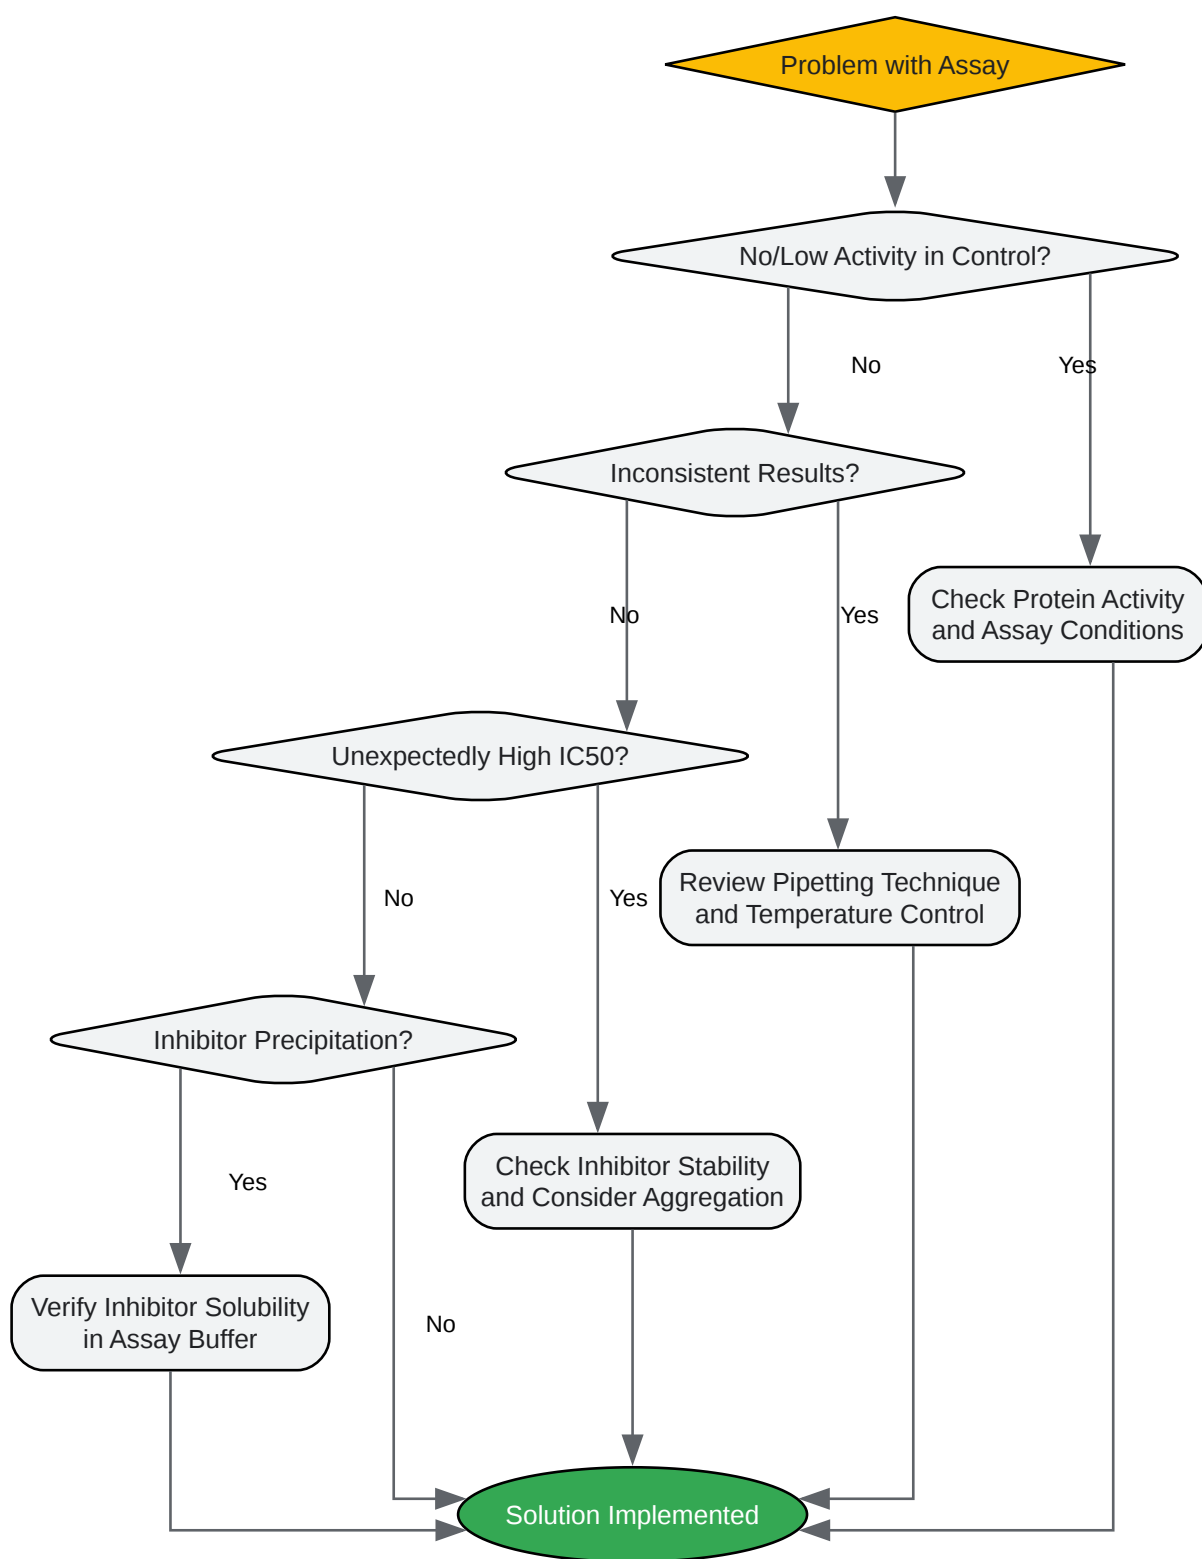 Problem with Assay
No/Low Activity in Control?
No
Yes
Inconsistent Results?
Check Protein Activity
and Assay Conditions
No
Yes
Unexpectedly High IC50?
Review Pipetting Technique
and Temperature Control
No
Yes
Inhibitor Precipitation?
Check Inhibitor Stability
and Consider Aggregation
Yes
Verify Inhibitor Solubility
in Assay Buffer
No
Solution Implemented